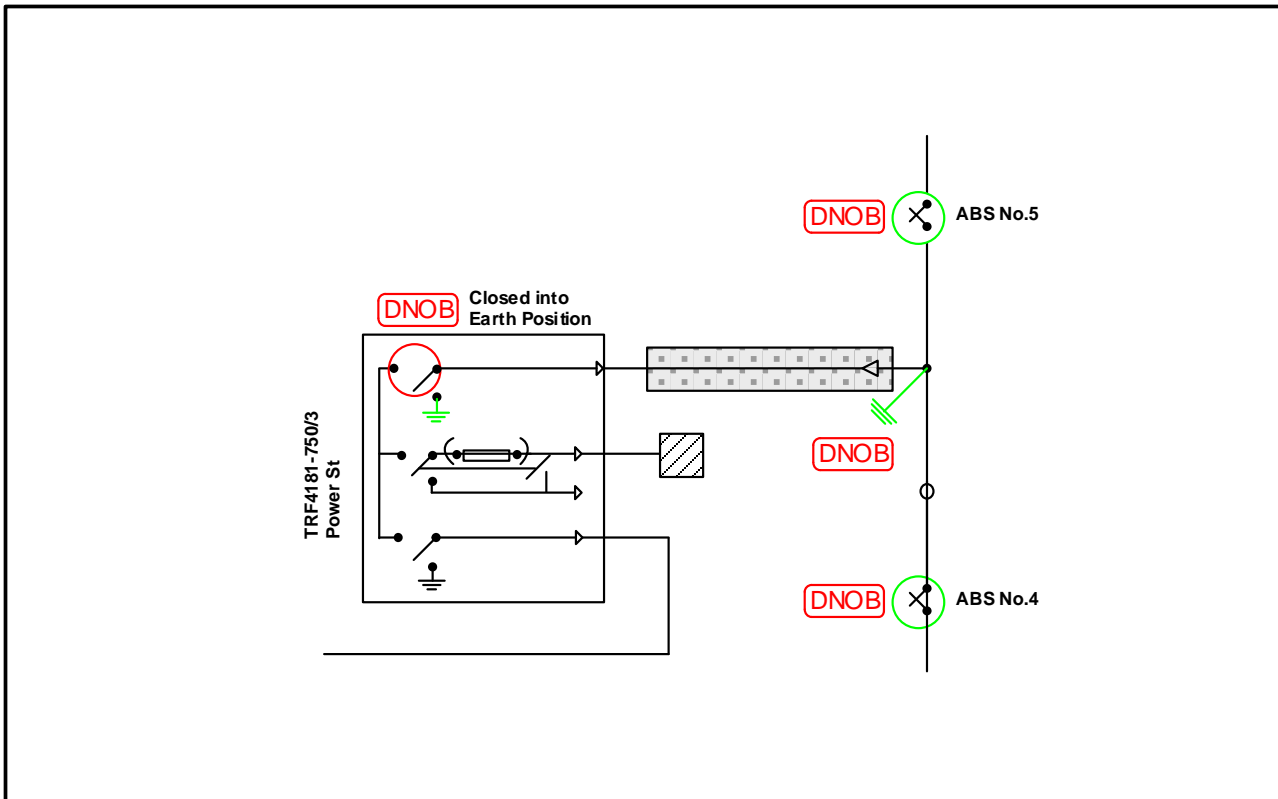 DNOB
ABS No.5
DNOB
Closed into
Earth Position
TRF4181-750/3
Power St
DNOB
DNOB
ABS No.4